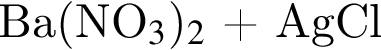 Ba(NO₃)₂ + AgCl